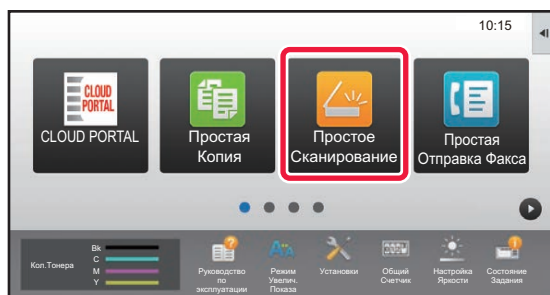 10:15
CLOUD
PORTAL
CLOUD PORTAL
Простая
Копия
Простое
Сканирование
Простая
Отправка Факса
Кол.Тонера
Bk
C
M
Y
Руководство
по
эксплуатации
Режим
Увелич.
Показа
Установки
Общий
Счетчик
Настройка
Яркости
Состояние
Задания